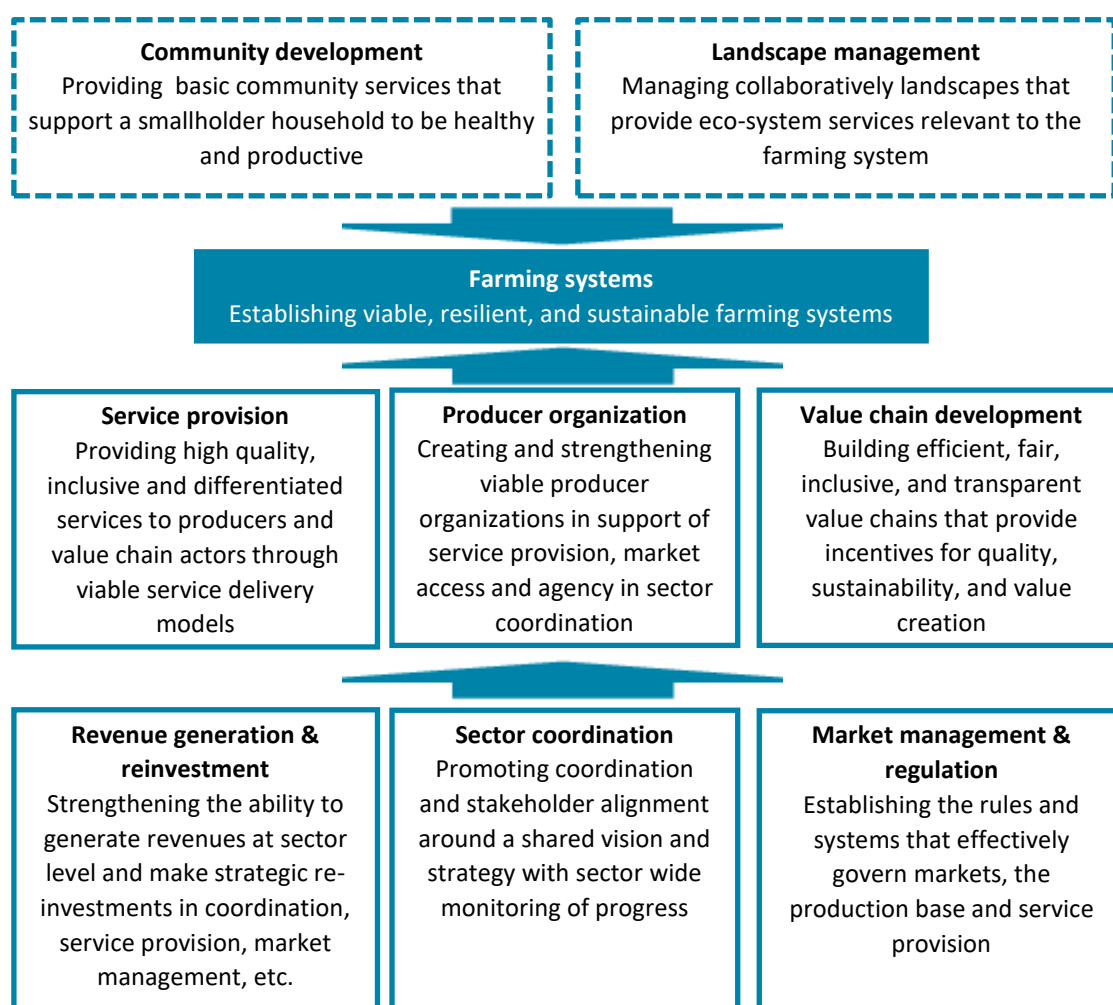 Community development
Providing basic community services that
support a smallholder household to be healthy
and productive
Landscape management
Managing collaboratively landscapes that
provide eco-system services relevant to the
farming system
Farming systems
Establishing viable, resilient, and sustainable farming systems
Service provision
Providing high quality,
inclusive and differentiated
services to producers and
value chain actors through
viable service delivery
models
Producer organization
Creating and strengthening
viable producer
organizations in support of
service provision, market
access and agency in sector
coordination
Value chain development
Building efficient, fair,
inclusive, and transparent
value chains that provide
incentives for quality,
sustainability, and value
creation
Revenue generation &
reinvestment
Strengthening the ability to
generate revenues at sector
level and make strategic re-
investments in coordination,
service provision, market
management, etc.
Sector coordination
Promoting coordination
and stakeholder alignment
around a shared vision and
strategy with sector wide
monitoring of progress
Market management &
regulation
Establishing the rules and
systems that effectively
govern markets, the
production base and service
provision